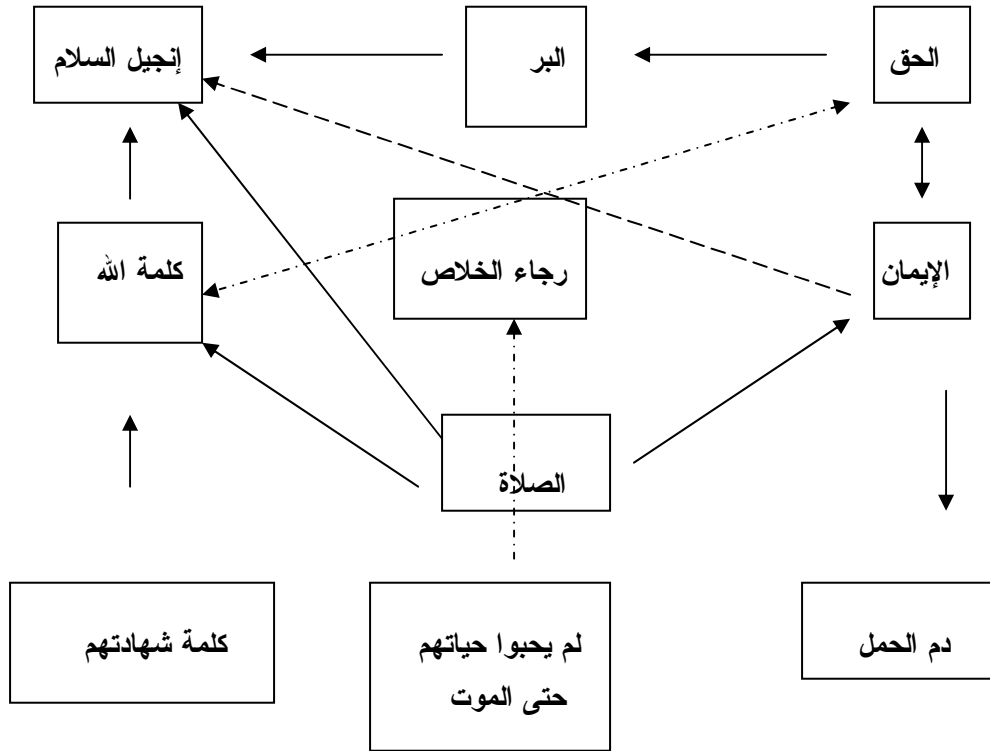 الحق
البر
إنجيل السلام
الإيمان
رجاء الخلاص
كلمة الله
الصلاة
دم الحمل
لم يحبوا حياتهم
حتى الموت
كلمة شهادتهم